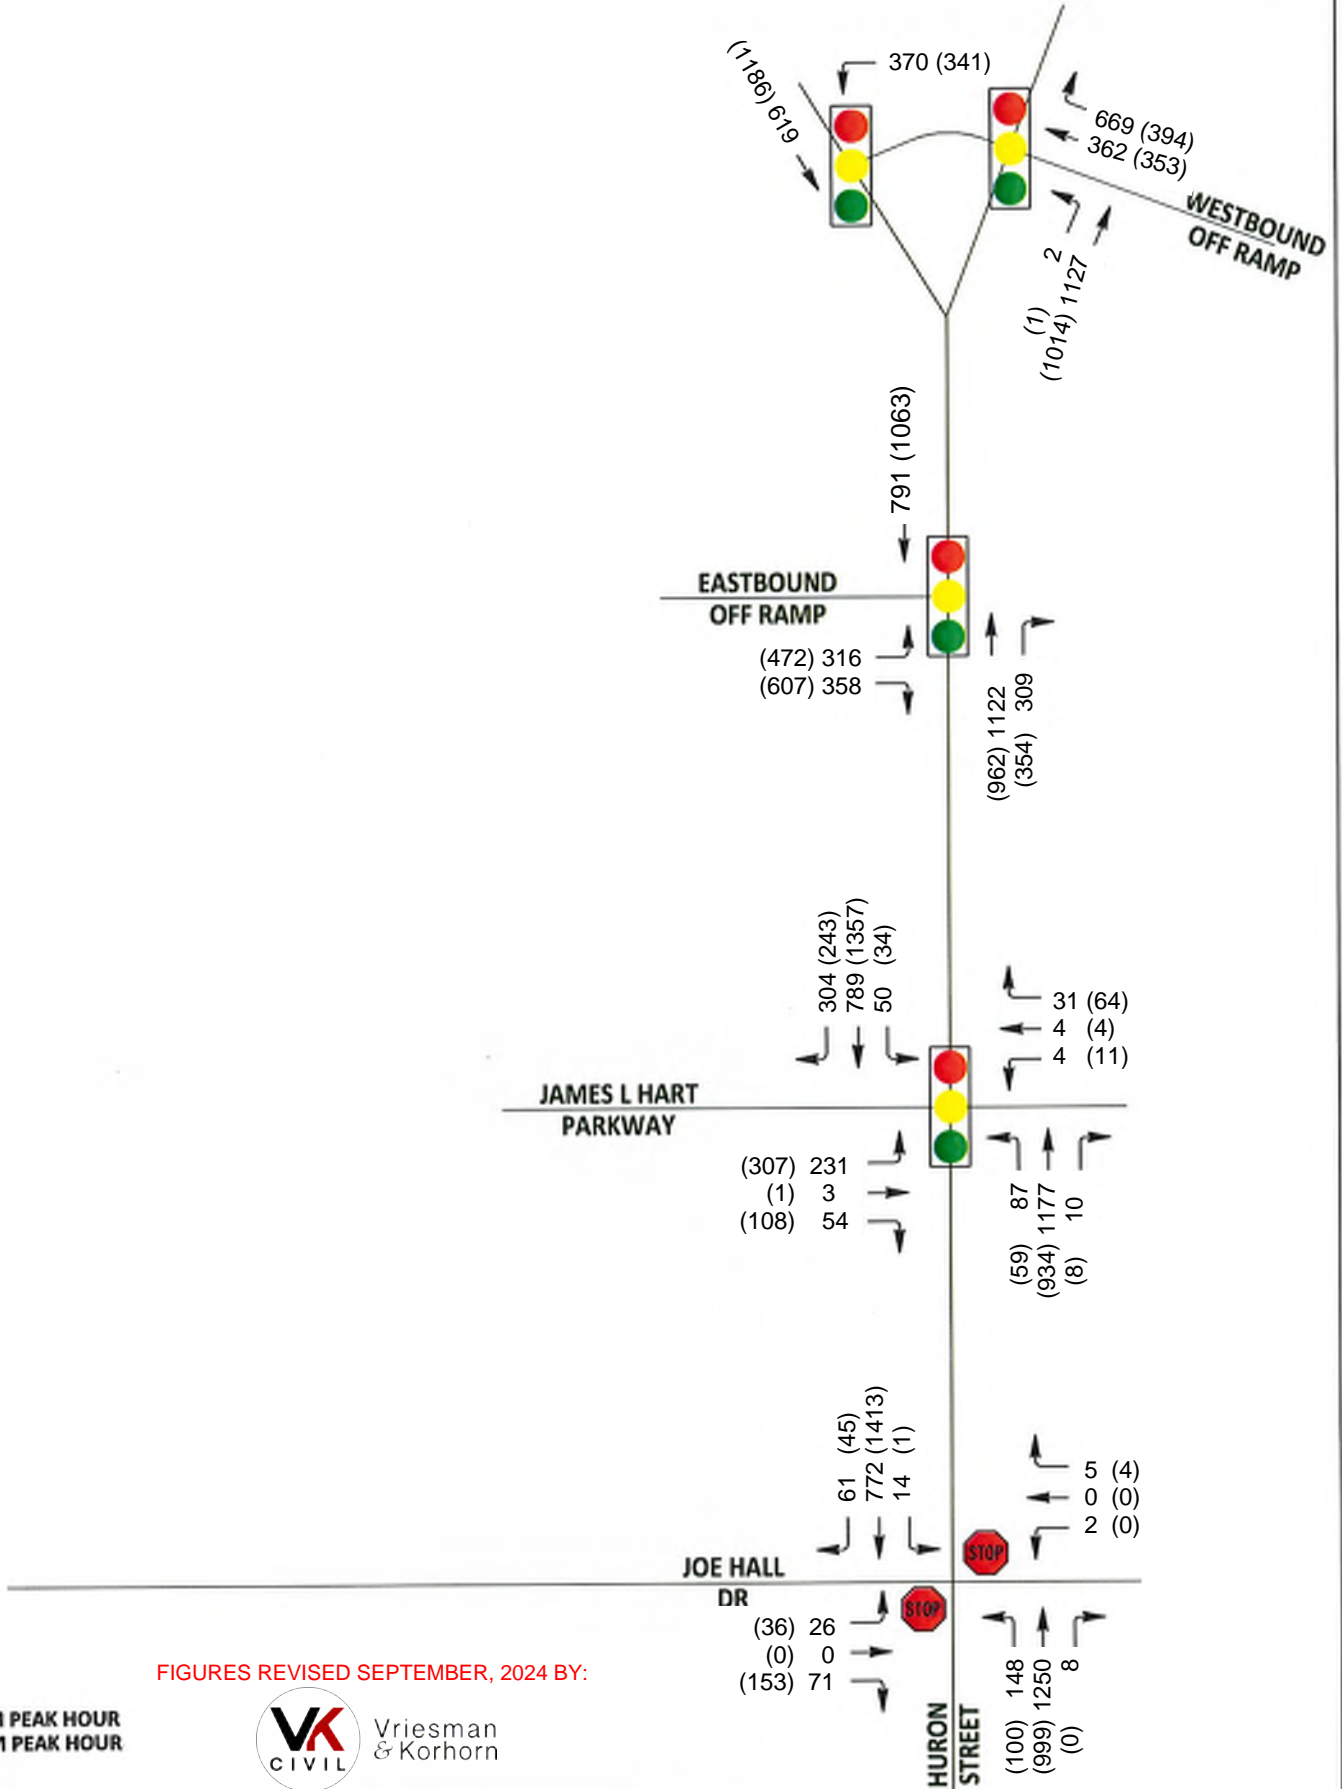 370 (341)
(1186) 619
669 (394)
362 (353)
WESTBOUND
OFF RAMP
2
(1)
(1014) 1127
791 (1063)
EASTBOUND
OFF RAMP
(472) 316
(607) 358
(962) 1122
(354) 309
304 (243)
789 (1357)
50 (34)
31 (64)
4 (4)
4 (11)
JAMES L HART
PARKWAY
(307) 231
(1) 3
(108) 54
(59) 87
(934) 1177
(8) 10
61 (45)
772 (1413)
14 (1)
5 (4)
0 (0)
2 (0)
STOP
JOE HALL
DR
STOP
(36) 26
(0) 0
(153) 71
(100) 148
(999) 1250
(0) 8
HURON
STREET
FIGURES REVISED SEPTEMBER, 2024 BY:
PEAK HOUR
PEAK HOUR
VK
CIVIL
Vriesman
& Korhorn